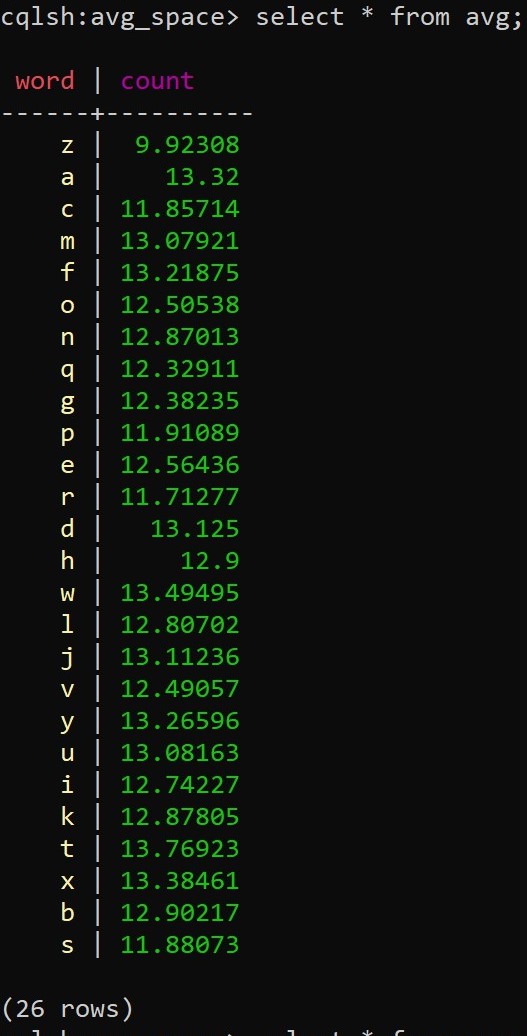 cqlsh:avg_space> select * from avg;
word | count
------+----------
z | 9.92308
a | 13.32
c | 11.85714
m | 13.07921
f | 13.21875
o | 12.50538
n | 12.87013
q | 12.32911
g | 12.38235
p | 11.91089
e | 12.56436
r | 11.71277
d | 13.125
h | 12.9
w | 13.49495
l | 12.80702
j | 13.11236
v | 12.49057
y | 13.26596
u | 13.08163
i | 12.74227
k | 12.87805
t | 13.76923
x | 13.38461
b | 12.90217
s | 11.88073
(26 rows)